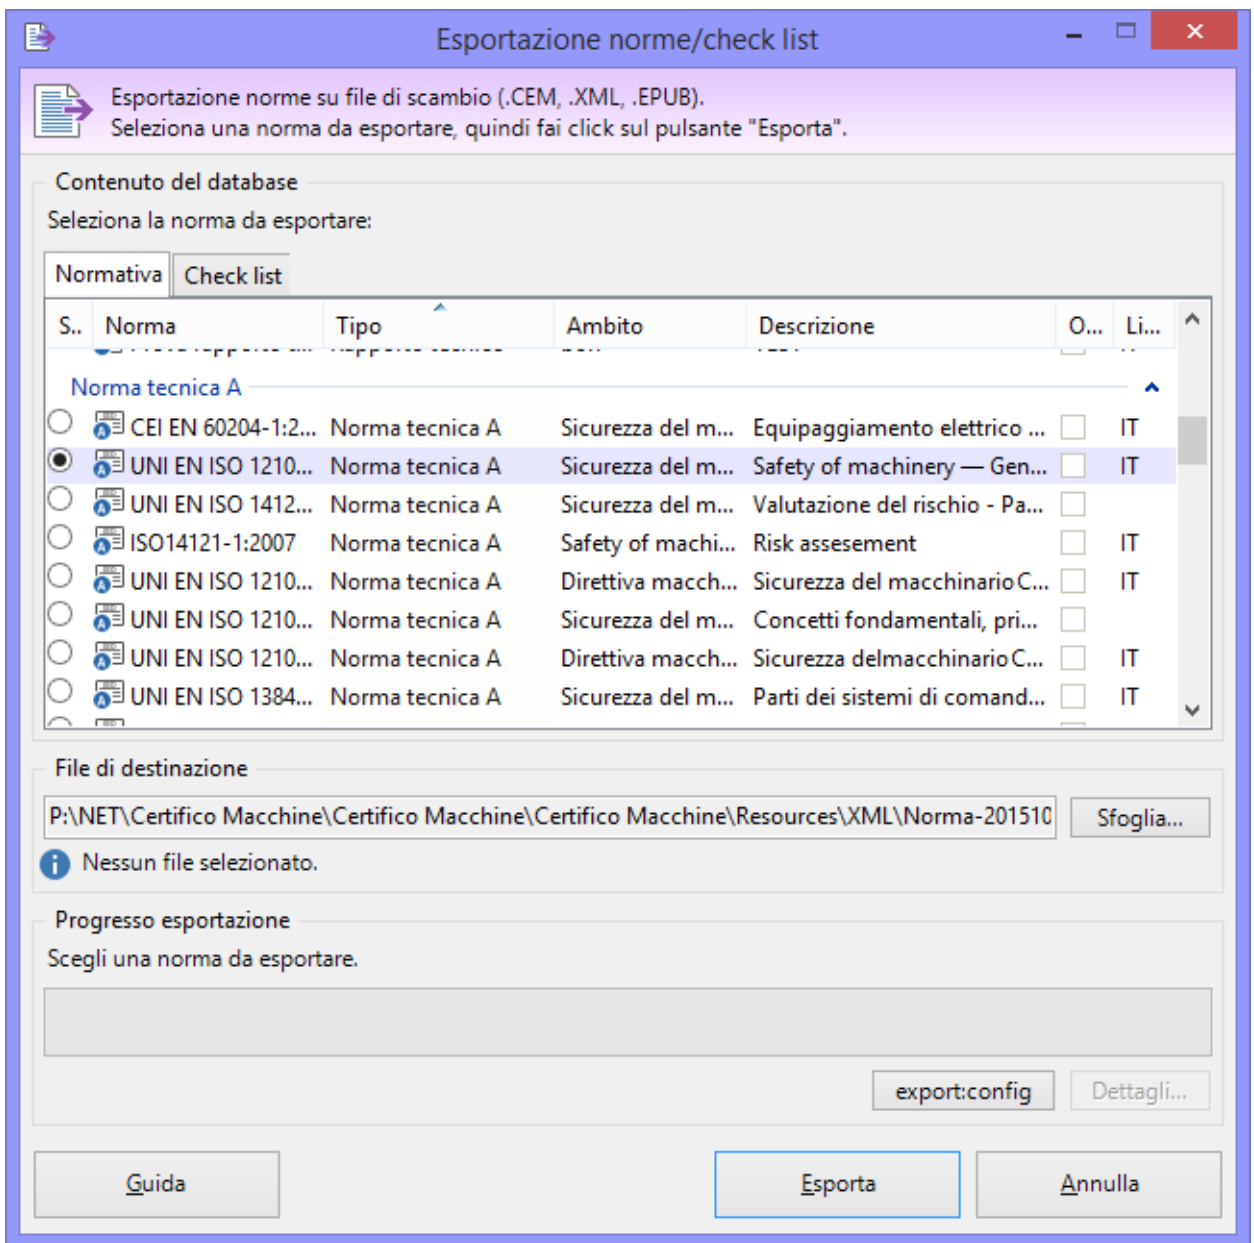 Esportazione norme/check list
Esportazione norme su file di scambio (.CEM, .XML, .EPUB).
Seleziona una norma da esportare, quindi fai click sul pulsante "Esporta".
Contenuto del database
Seleziona la norma da esportare:
Normativa Check list
S.. Norma Tipo Ambito Descrizione O... Li...
Norma tecnica A
CEI EN 60204-1:2... Norma tecnica A Sicurezza del m... Equipaggiamento elettrico ... IT
UNI EN ISO 1210... Norma tecnica A Sicurezza del m... Safety of machinery — Gen... IT
UNI EN ISO 1412... Norma tecnica A Sicurezza del m... Valutazione del rischio - Pa...
ISO14121-1:2007 Norma tecnica A Safety of machi... Risk assesement IT
UNI EN ISO 1210... Norma tecnica A Direttiva macch... Sicurezza del macchinario C... IT
UNI EN ISO 1210... Norma tecnica A Sicurezza del m... Concetti fondamentali, pri...
UNI EN ISO 1210... Norma tecnica A Direttiva macch... Sicurezza delmacchinario C... IT
UNI EN ISO 1384... Norma tecnica A Sicurezza del m... Parti dei sistemi di comand... IT
File di destinazione
P:\NET\Certifico Macchine\Certifico Macchine\Certifico Macchine\Resources\XML\Norma-201510 Sfoglia...
Nessun file selezionato.
Progresso esportazione
Scegli una norma da esportare.
export:config Dettagli...
Guida Esporta Annulla